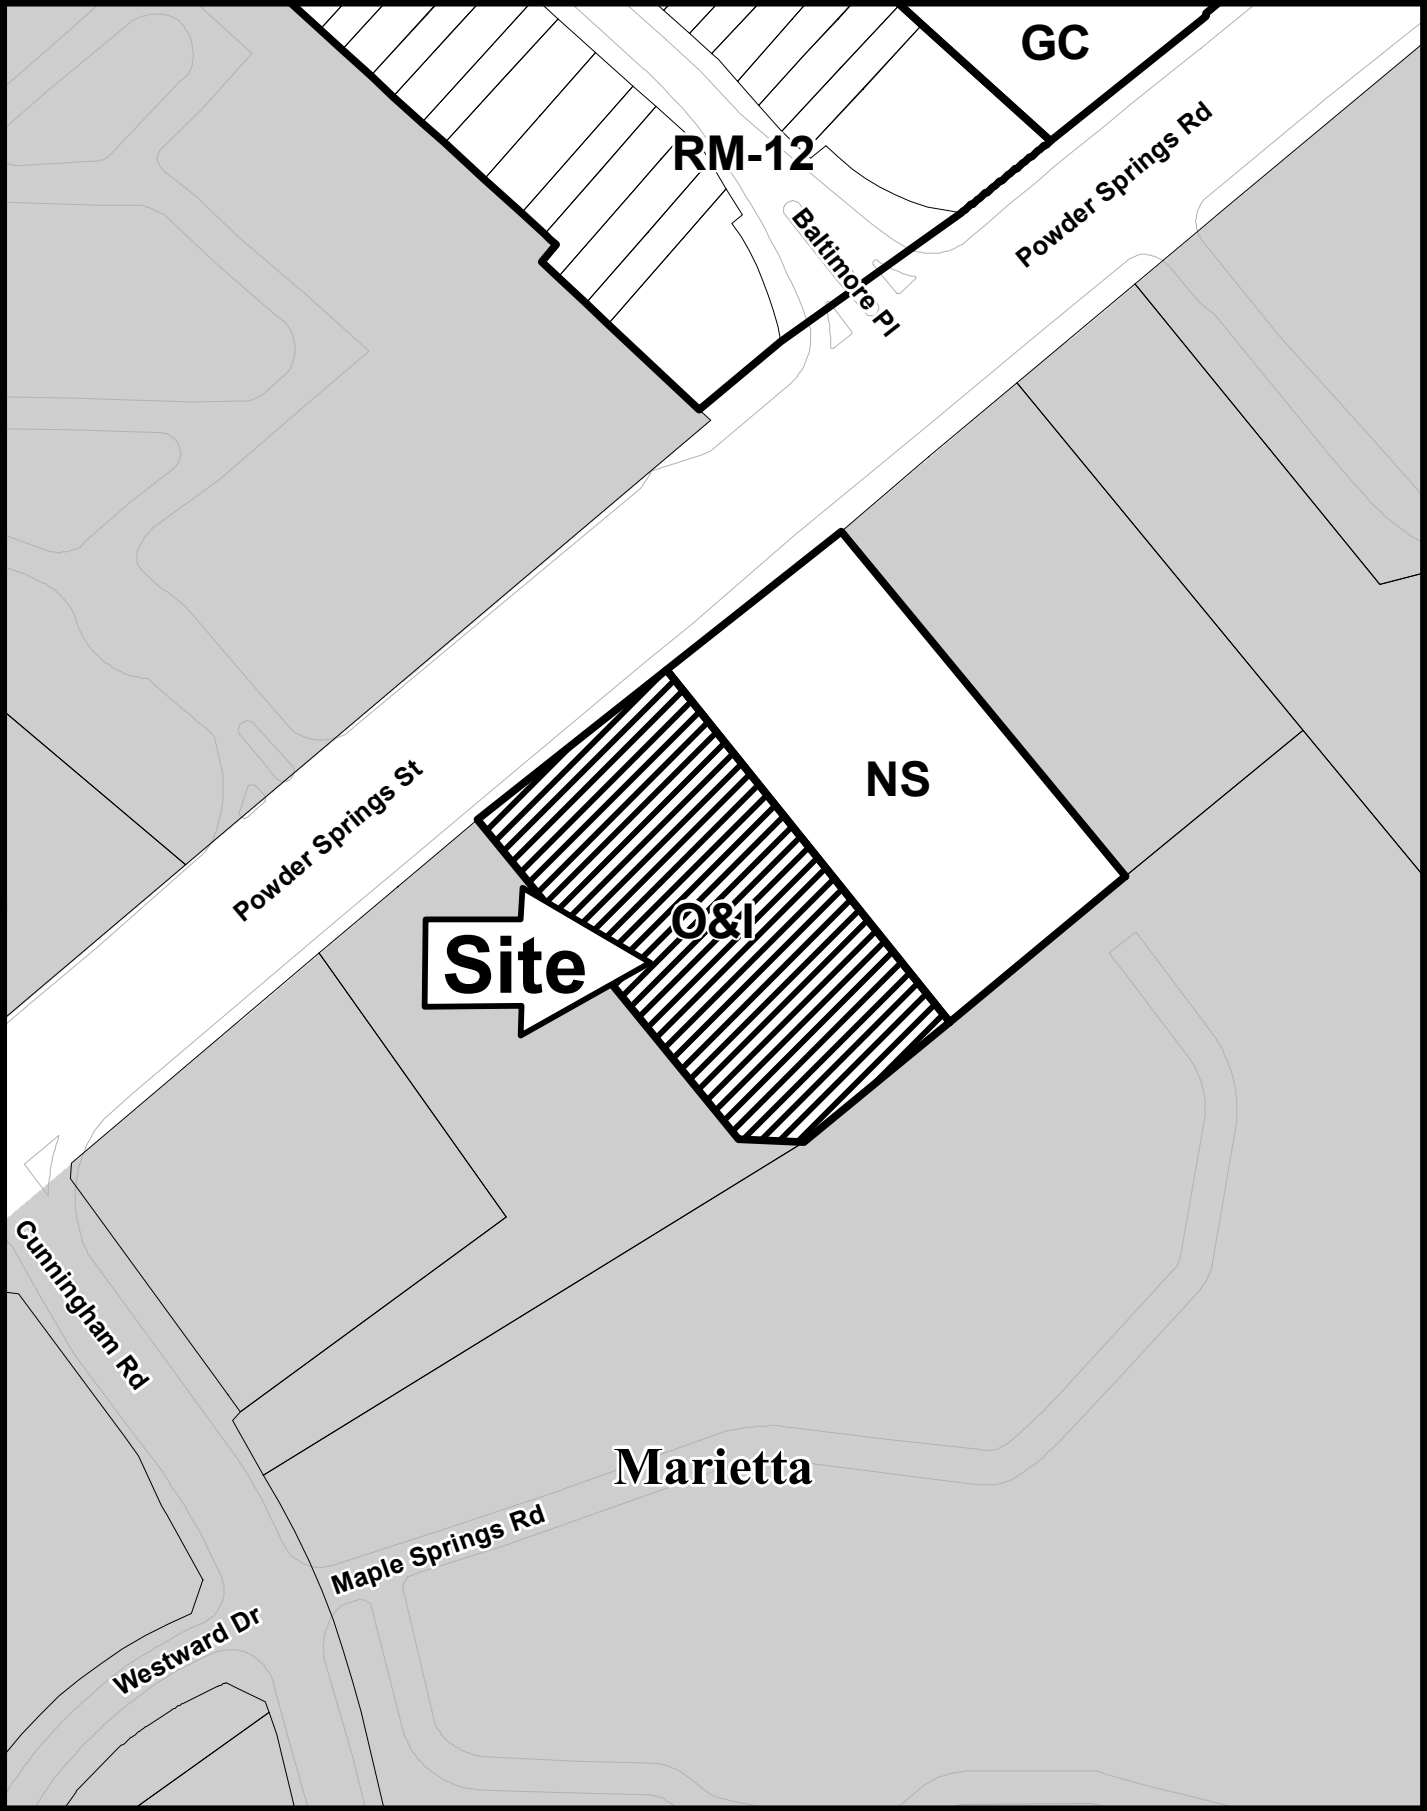 GC
RM-12
Powder Springs Rd
Baltimore Pl
NS
Powder Springs St
O&I
Site
Cunningham Rd
Marietta
Maple Springs Rd
Westward Dr